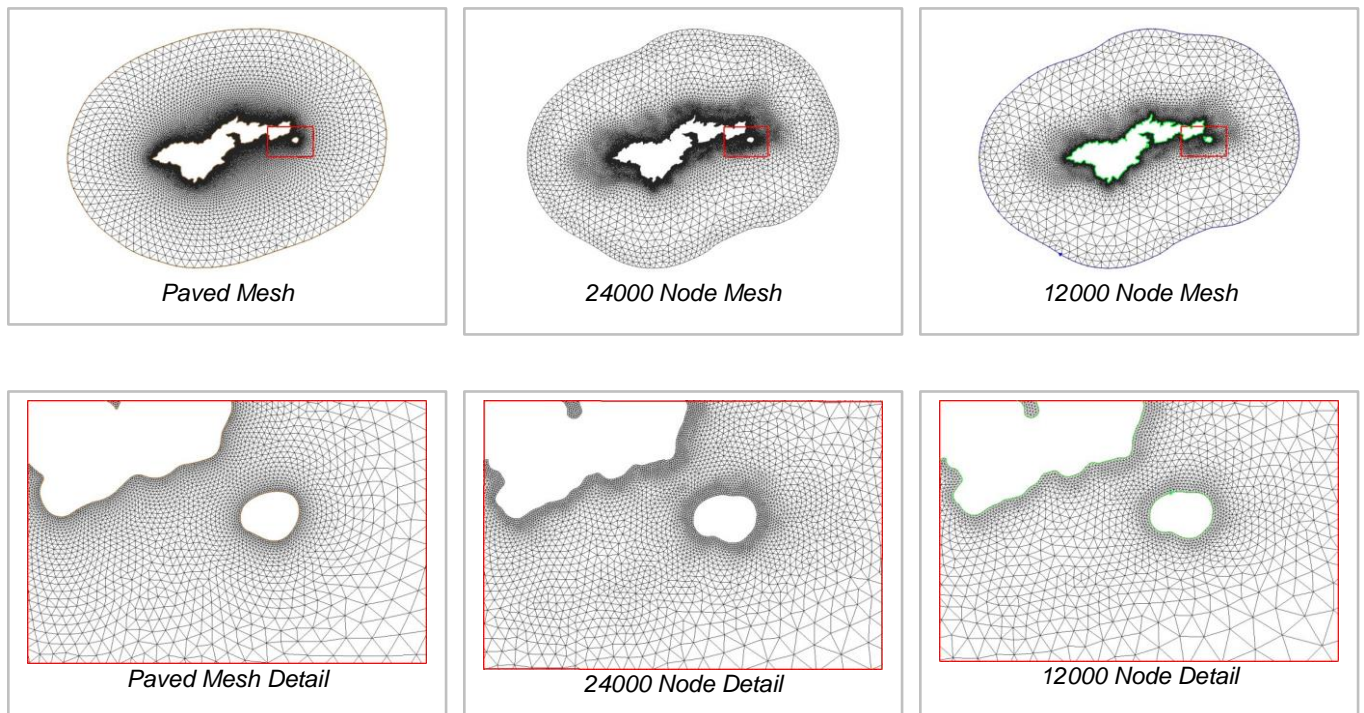 Paved Mesh
24000 Node Mesh
12000 Node Mesh
Paved Mesh Detail
24000 Node Detail
12000 Node Detail